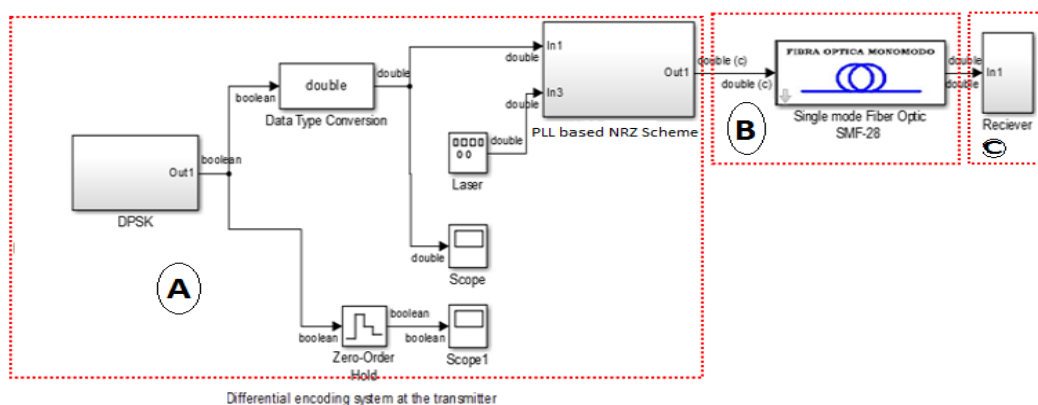 DPSK
Out1
boolean
boolean
double
Data Type Conversion
double
double
In1
In3
Out1
double
PLL based NRZ Scheme
double
Laser
double
Scope
boolean
Zero-Order
Hold
boolean
boolean
Scope1
A
Differential encoding system at the transmitter
double (c)
double (c)
B
FIBRA OPTICA MONOMODO
Single mode Fiber Optic
SMF-28
double
double
In1
Reciever
C